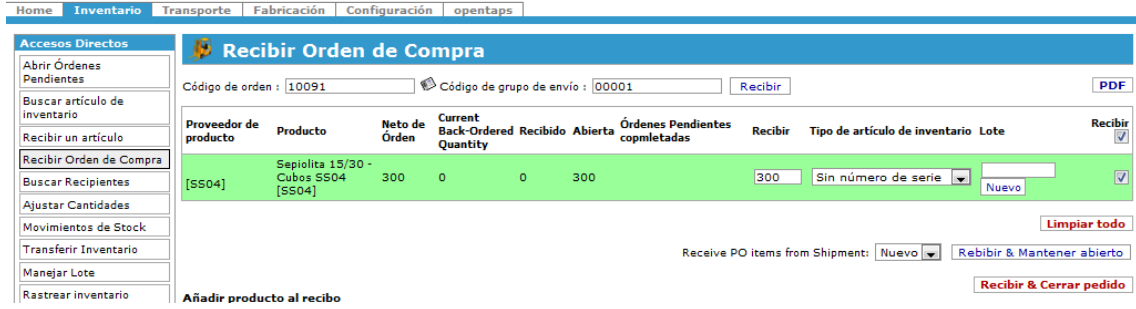 Home Inventario Transporte Fabricación Configuración opentaps
Accesos Directos
Abrir Órdenes
Pendientes
Buscar artículo de
inventario
Recibir un artículo
Recibir Orden de Compra
Buscar Recipientes
Ajustar Cantidades
Movimientos de Stock
Transferir Inventario
Manejar Lote
Rastrear inventario
Recibir Orden de Compra
Código de orden : 10091 Código de grupo de envío : 00001 Recibir PDF
Proveedor de
producto
Producto
Neto de
Órden
Current
Back-Ordered
Quantity
Recibido
Abierta
Órdenes Pendientes
copmletadas
Recibir
Tipo de artículo de inventario
Lote
Recibir
[SS04]
Sepiolita 15/30 -
Cubos SS04
[SS04]
300
0
0
300
300
Sin número de serie
Nuevo
Limpiar todo
Receive PO items from Shipment: Nuevo Rebibir & Mantener abierto
Recibir & Cerrar pedido
Añadir producto al recibo